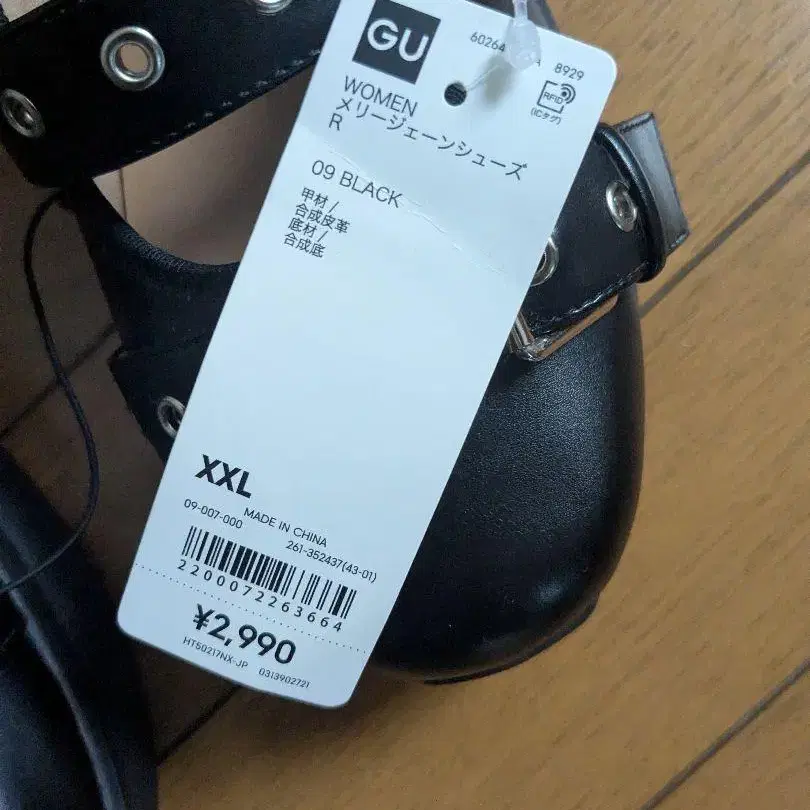 GU
60264 8929
RFID
(ICタグ)
WOMEN
メリージェーンシューズ
R
09 BLACK
甲材 /
合成皮革
底材 /
合成底
XXL
09-007-000 MADE IN CHINA
261-352437(43-01)
2200072263664
¥2,990
HT50217NX-JP 0313902721